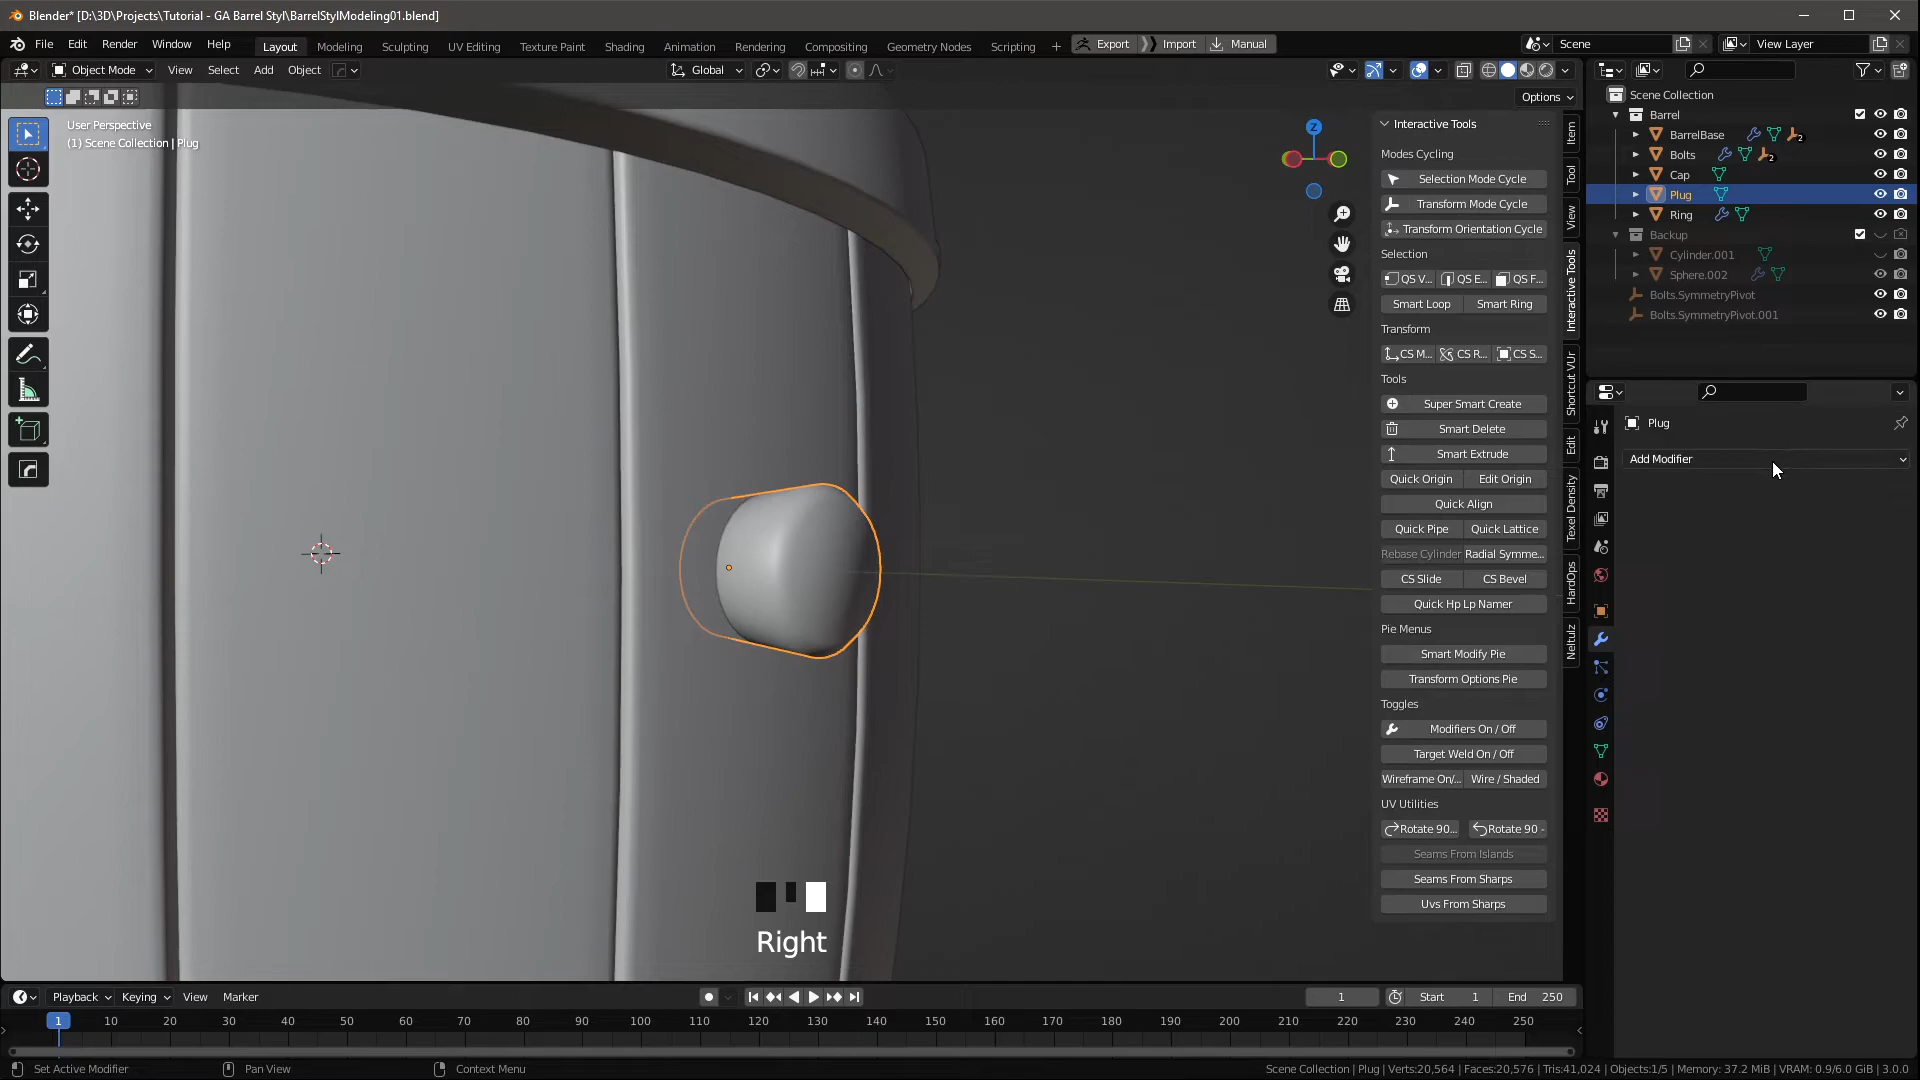 Blender* [D:\3D\Projects\Tutorial - GA Barrel Styl\BarrelStylModeling01.blend]
File Edit Render Window Help Layout Modeling Sculpting UV Editing Texture Paint Shading Animation Rendering Compositing Geometry Nodes Scripting + Export Import Manual Scene View Layer
Object Mode View Select Add Object Global
Options
User Perspective
(1) Scene Collection | Plug
Interactive Tools
Modes Cycling
Selection Mode Cycle
Transform Mode Cycle
Transform Orientation Cycle
Selection
QS V... QS E... QS F...
Smart Loop Smart Ring
Transform
CS M... CS R... CS S...
Tools
Super Smart Create
Smart Delete
Smart Extrude
Quick Origin Edit Origin
Quick Align
Quick Pipe Quick Lattice
Rebase Cylinder Radial Symme...
CS Slide CS Bevel
Quick Hp Lp Namer
Pie Menus
Smart Modify Pie
Transform Options Pie
Toggles
Modifiers On / Off
Target Weld On / Off
Wireframe On/... Wire / Shaded
UV Utilities
Rotate 90... Rotate 90 -
Seams From Islands
Seams From Sharps
Uvs From Sharps
Z
Item
Tool
View
Interactive Tools
Shortcut VUr
Edit
Texel Density
HardOps
Neltulz
Scene Collection
Barrel
BarrelBase 2
Bolts 2
Cap
Plug
Ring
Backup
Cylinder.001
Sphere.002
Bolts.SymmetryPivot
Bolts.SymmetryPivot.001
Plug
Add Modifier
Right
Playback Keying View Marker 1 Start 1 End 250
1 10 20 30 40 50 60 70 80 90 100 110 120 130 140 150 160 170 180 190 200 210 220 230 240 250
Set Active Modifier Pan View Context Menu Scene Collection | Plug | Verts:20,564 | Faces:20,576 | Tris:41,024 | Objects:1/5 | Memory: 37.2 MiB | VRAM: 0.9/6.0 GiB | 3.0.0